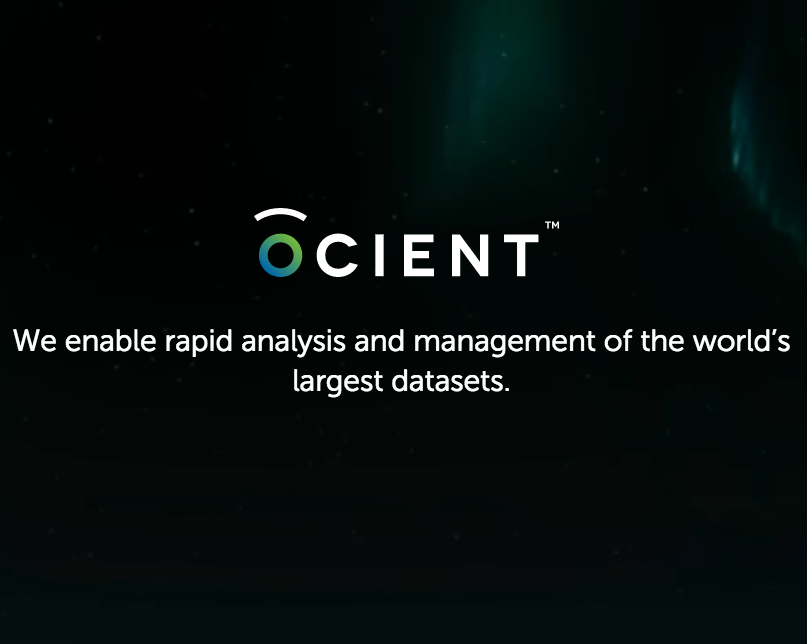 OCIENT™
We enable rapid analysis and management of the world’s
largest datasets.